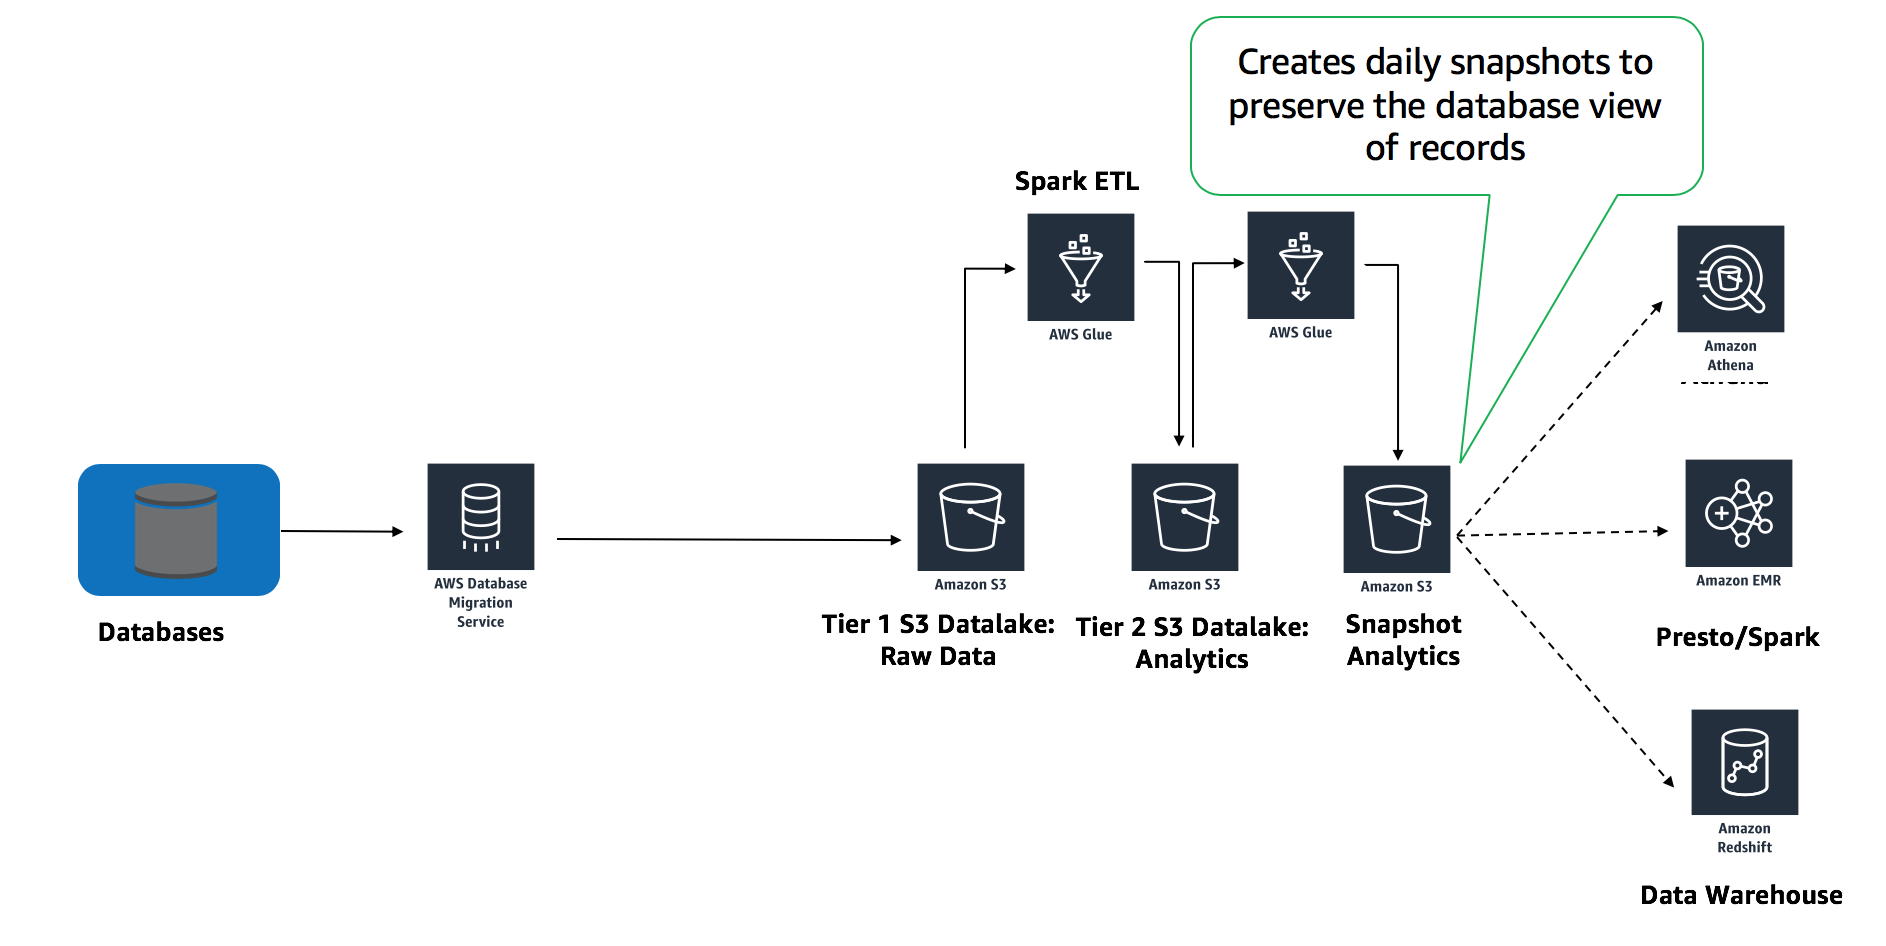 Creates daily snapshots to
preserve the database view
of records
Spark ETL
AWS Glue
AWS Glue
Amazon
Athena
AWS Database
Migration
Service
Databases
Amazon S3
Tier 1 S3 Datalake:
Raw Data
Amazon S3
Tier 2 S3 Datalake:
Analytics
Amazon S3
Snapshot
Analytics
Amazon EMR
Presto/Spark
Amazon
Redshift
Data Warehouse